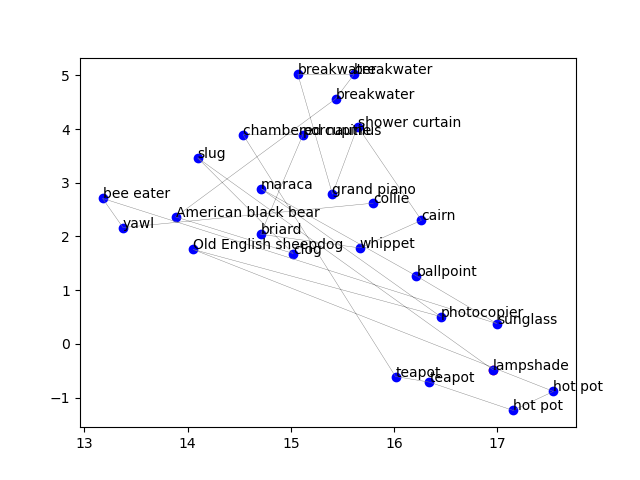 breakwater
breakwater
breakwater
shower curtain
chambered nautilus
porcupine
slug
maraca
grand piano
collie
bee eater
American black bear
cairn
yawl
briard
whippet
Old English sheepdog
clog
ballpoint
photocopier
sunglass
lampshade
teapot
teapot
hot pot
hot pot
5
4
3
2
1
0
−1
13
14
15
16
17